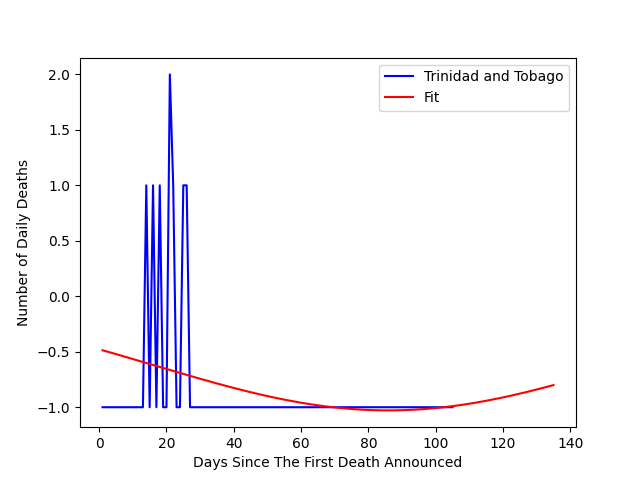 Trinidad and Tobago
Fit
Number of Daily Deaths
2.0
1.5
1.0
0.5
0.0
−0.5
−1.0
0 20 40 60 80 100 120 140
Days Since The First Death Announced